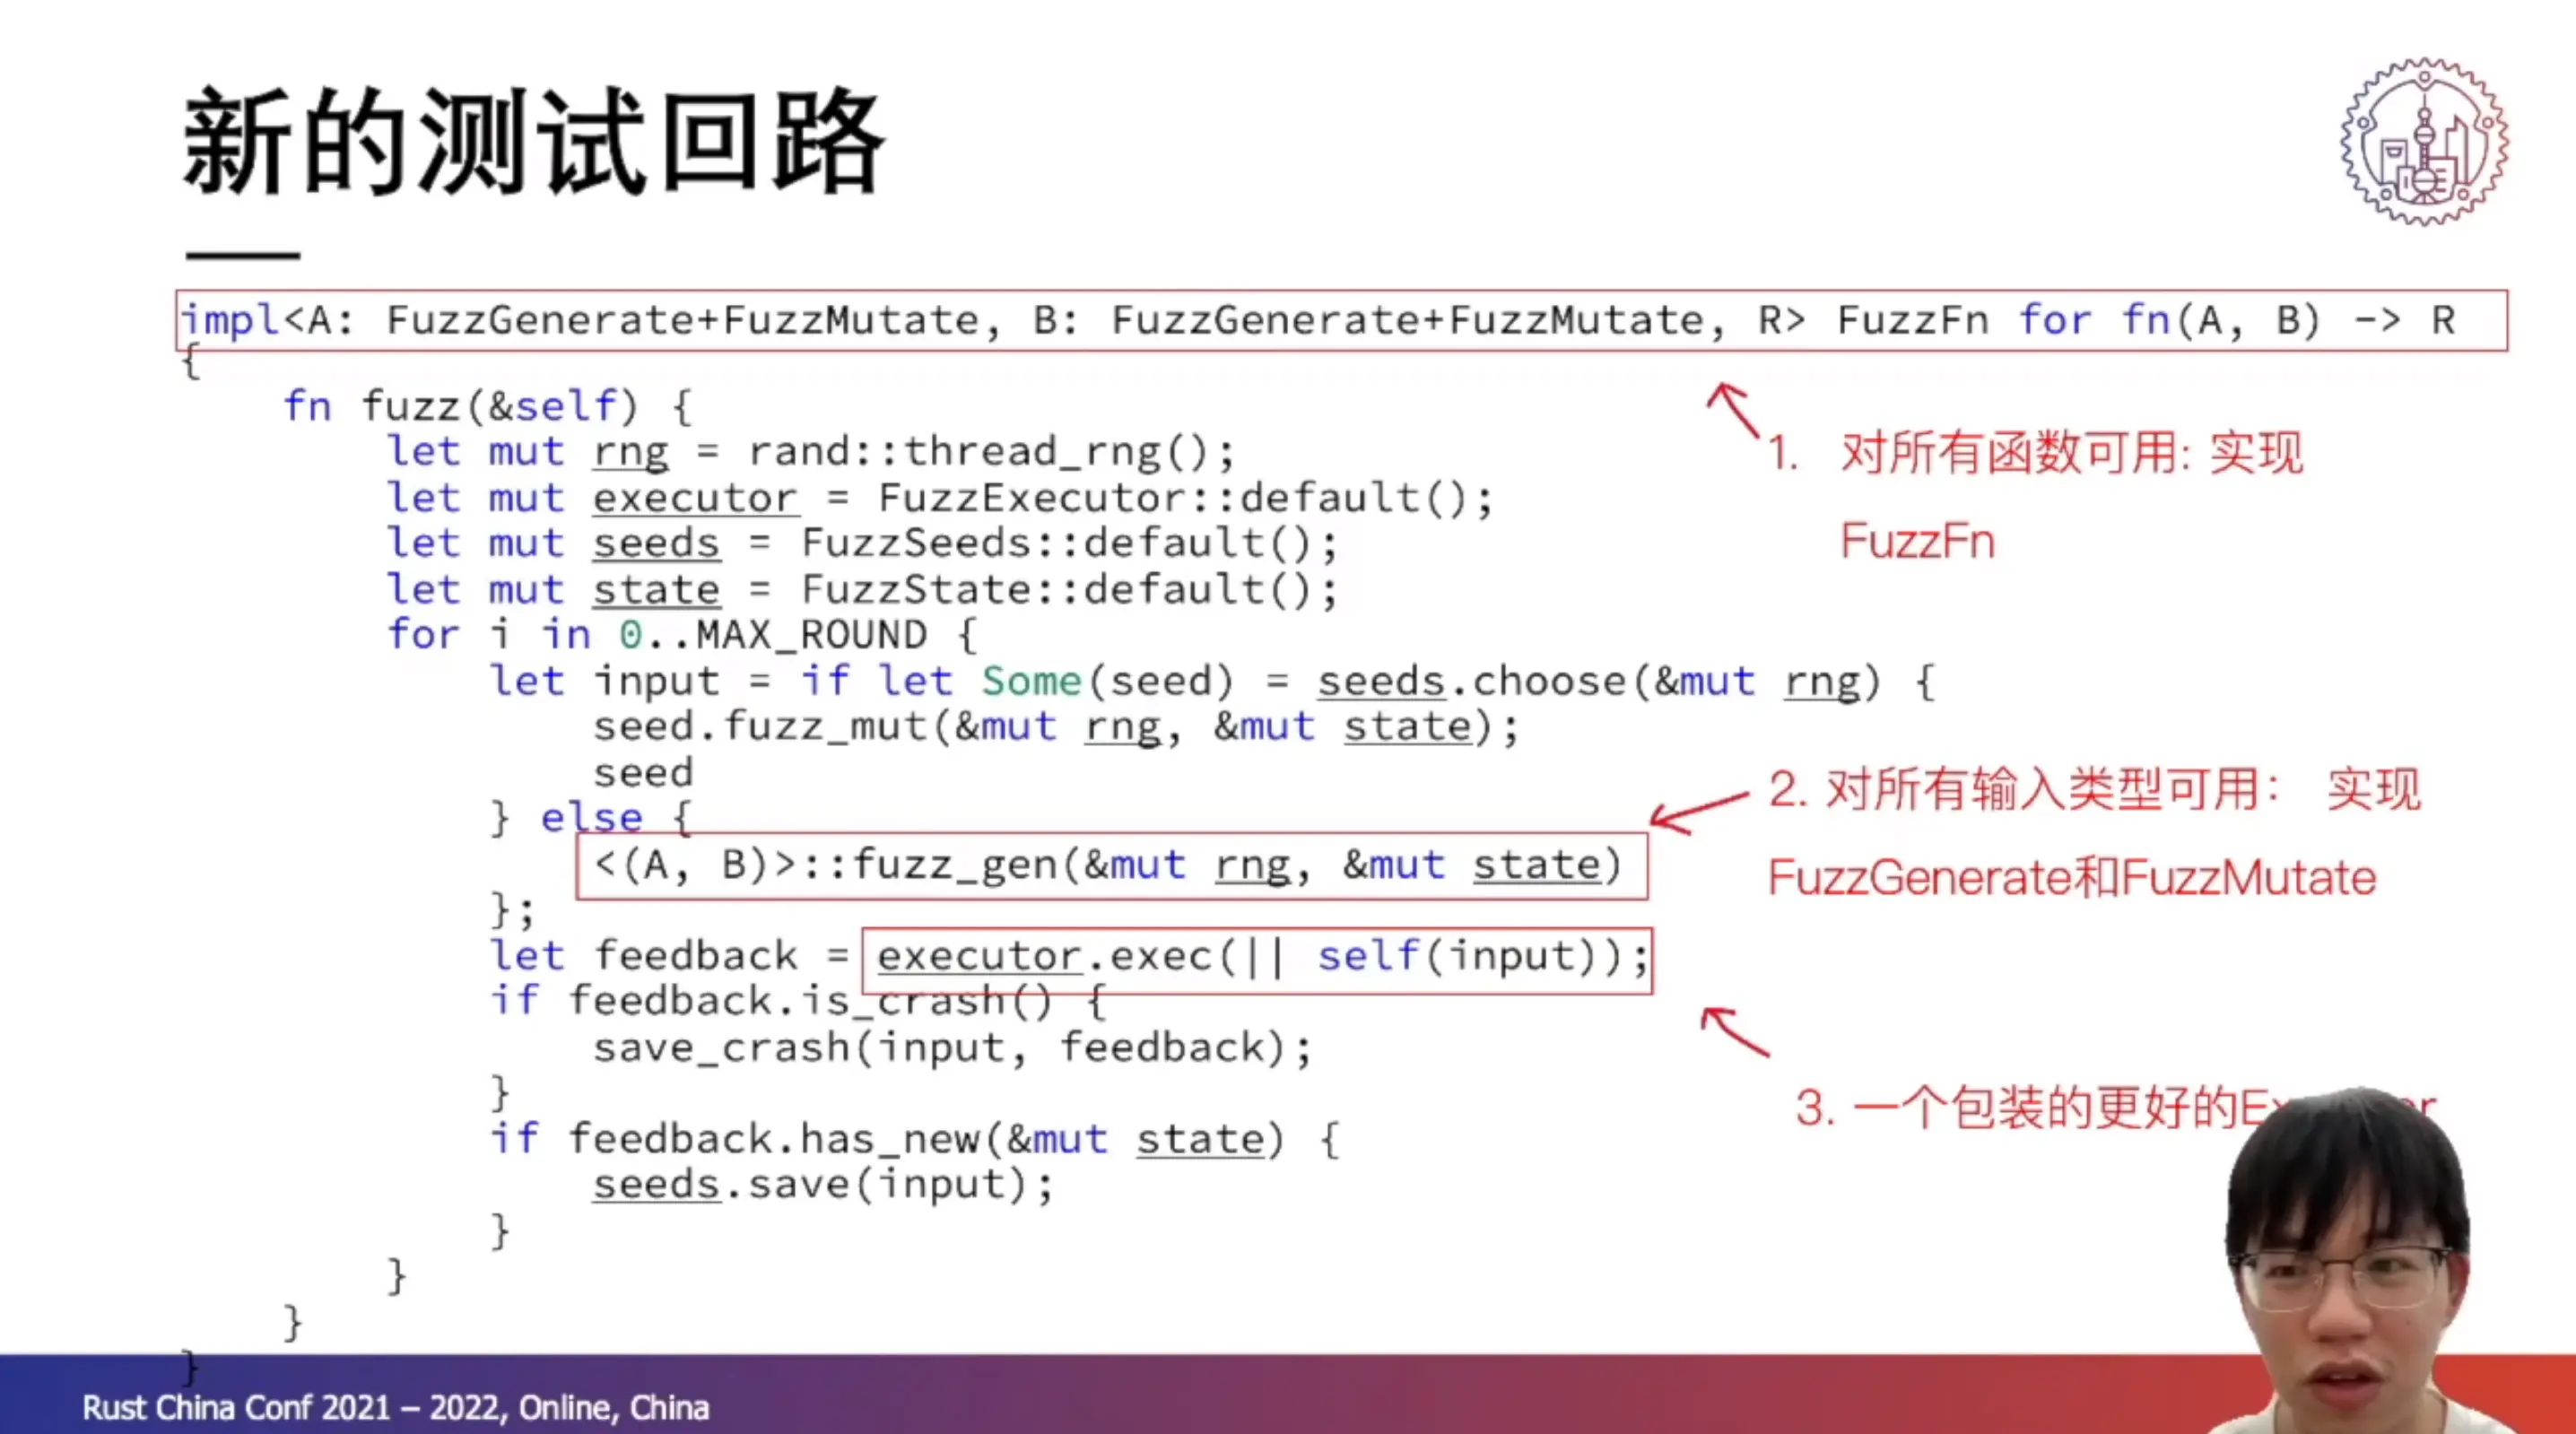 新的测试回路
impl<A: FuzzGenerate+FuzzMutate, B: FuzzGenerate+FuzzMutate, R> FuzzFn for fn(A, B) -> R
{
fn fuzz(&self) {
let mut rng = rand::thread_rng();
let mut executor = FuzzExecutor::default();
let mut seeds = FuzzSeeds::default();
let mut state = FuzzState::default();
for i in 0..MAX_ROUND {
let input = if let Some(seed) = seeds.choose(&mut rng) {
seed.fuzz_mut(&mut rng, &mut state);
seed
} else {
<(A, B)>::fuzz_gen(&mut rng, &mut state)
};
let feedback = executor.exec(|| self(input));
if feedback.is_crash() {
save_crash(input, feedback);
}
if feedback.has_new(&mut state) {
seeds.save(input);
}
}
}
}
1. 对所有函数可用: 实现
FuzzFn
2. 对所有输入类型可用： 实现
FuzzGenerate和FuzzMutate
3. 一个包装的更好的
Rust China Conf 2021 – 2022, Online, China